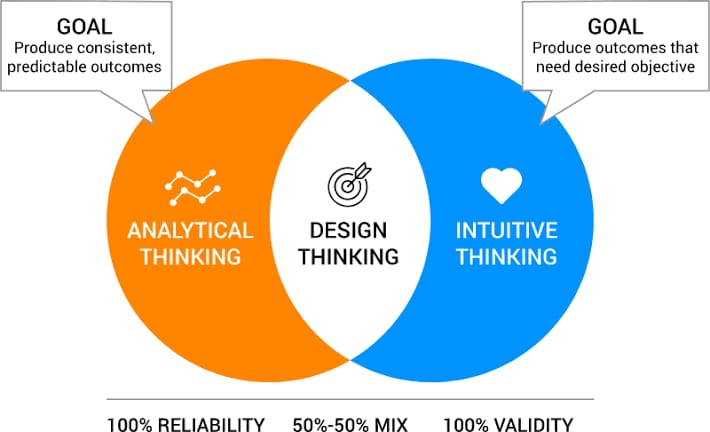 GOAL
Produce consistent,
predictable outcomes
GOAL
Produce outcomes that
need desired objective
ANALYTICAL
THINKING
DESIGN
THINKING
INTUITIVE
THINKING
100% RELIABILITY
50%-50% MIX
100% VALIDITY